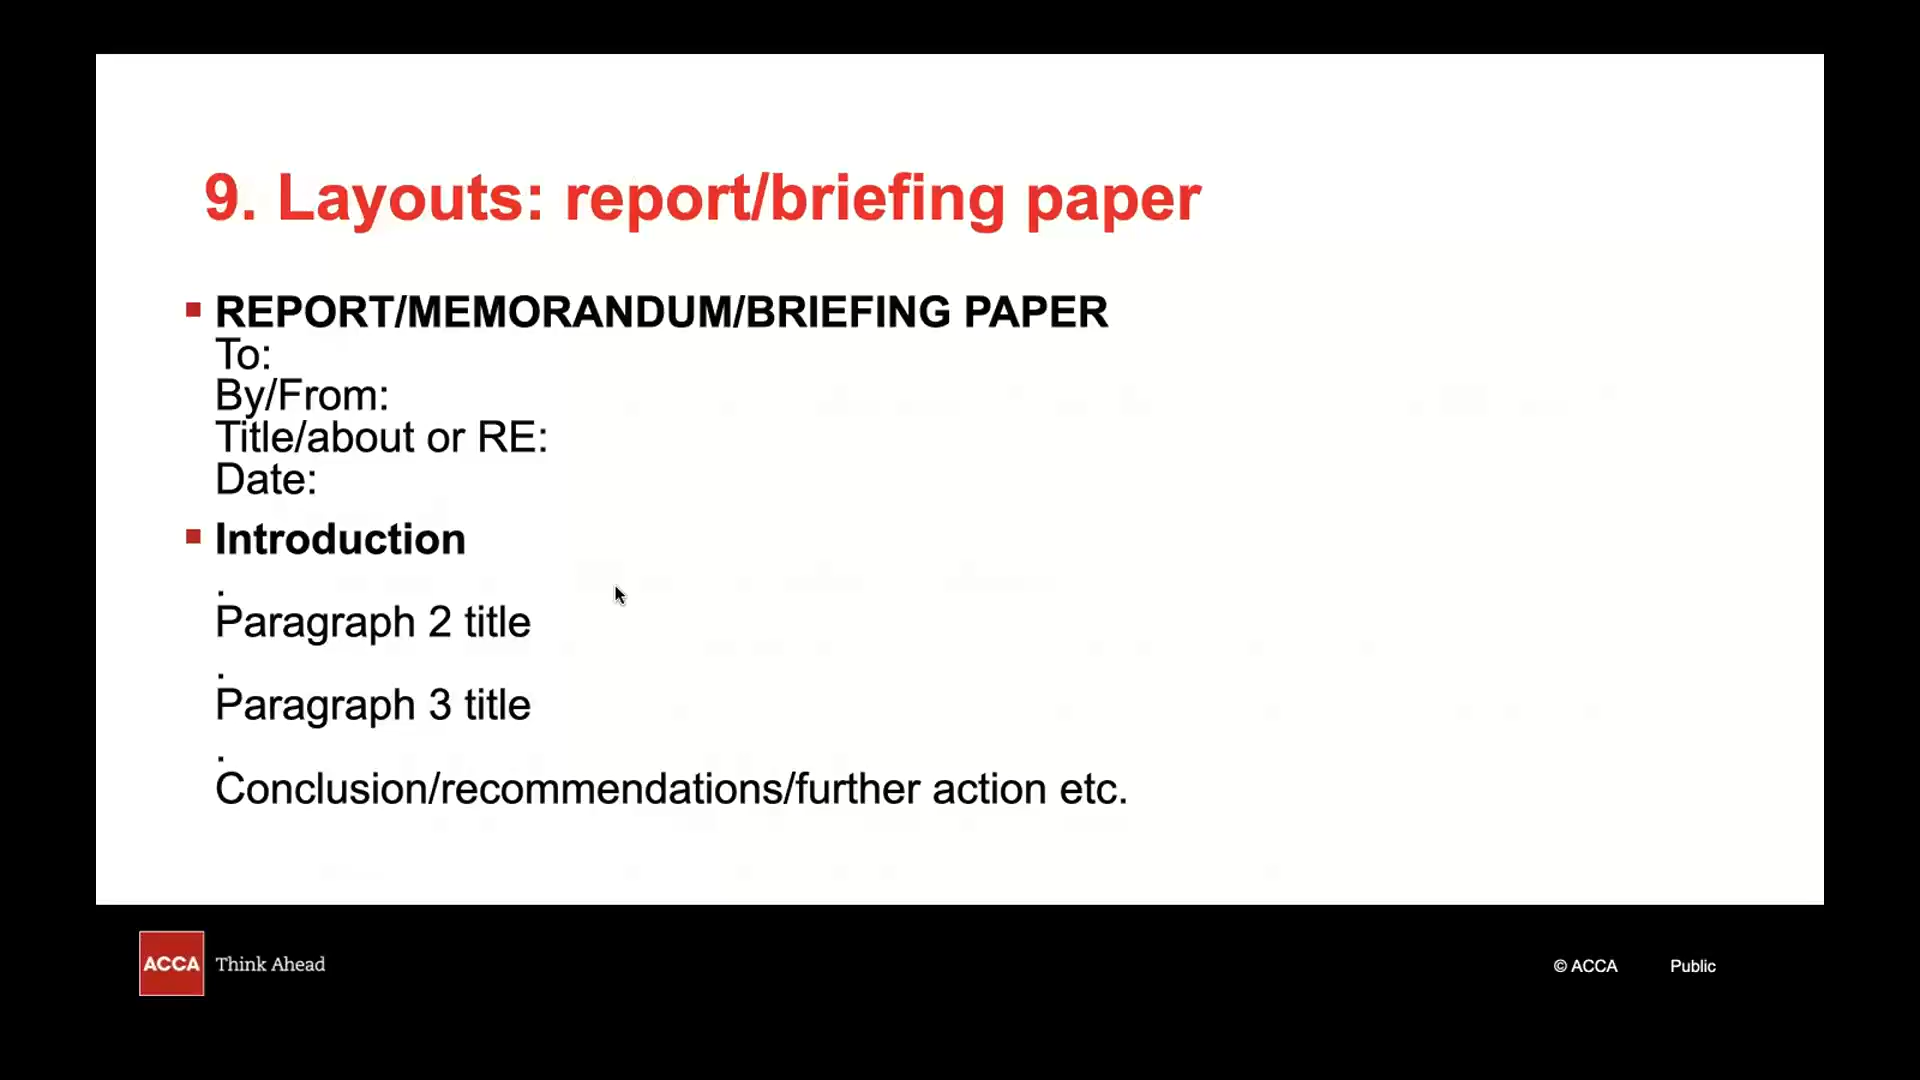 9. Layouts: report/briefing paper
REPORT/MEMORANDUM/BRIEFING PAPER
To:
By/From:
Title/about or RE:
Date:
Introduction
.
Paragraph 2 title
.
Paragraph 3 title
.
Conclusion/recommendations/further action etc.
ACCA Think Ahead
© ACCA Public